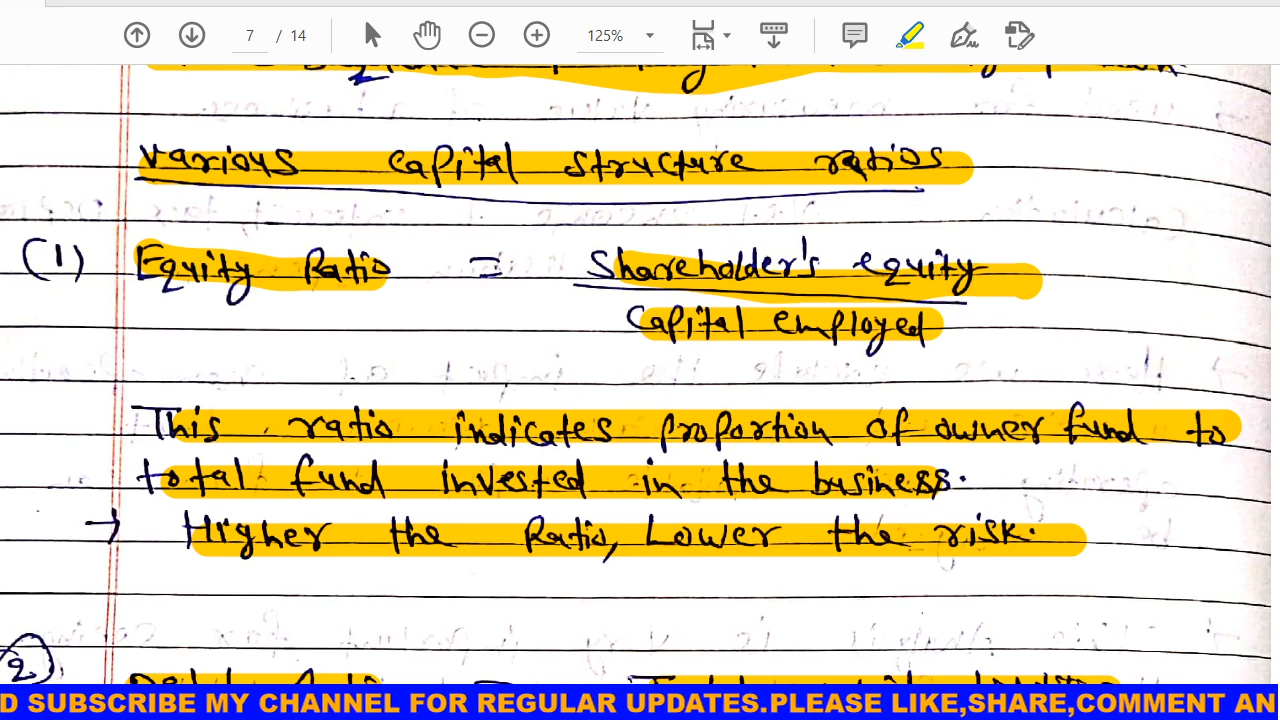 7 / 14 125%
Various capital structure ratios
(1) Equity Ratio = Shareholder's equity
Capital employed
This ratio indicates proportion of owner fund to
total fund invested in the business.
→ Higher the Ratio, Lower the risk.
2
D SUBSCRIBE MY CHANNEL FOR REGULAR UPDATES.PLEASE LIKE,SHARE,COMMENT AN